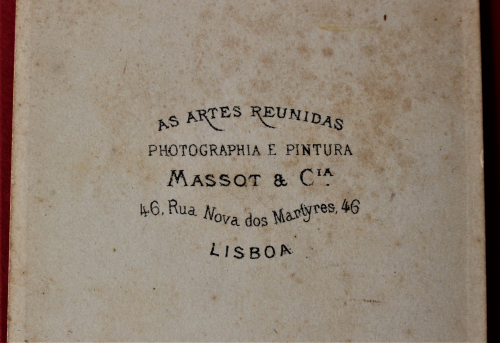 AS ARTES REUNIDAS
PHOTOGRAPHIA E PINTURA
MASSOT & CIA.
46, Rua Nova dos Martyres, 46
LISBOA